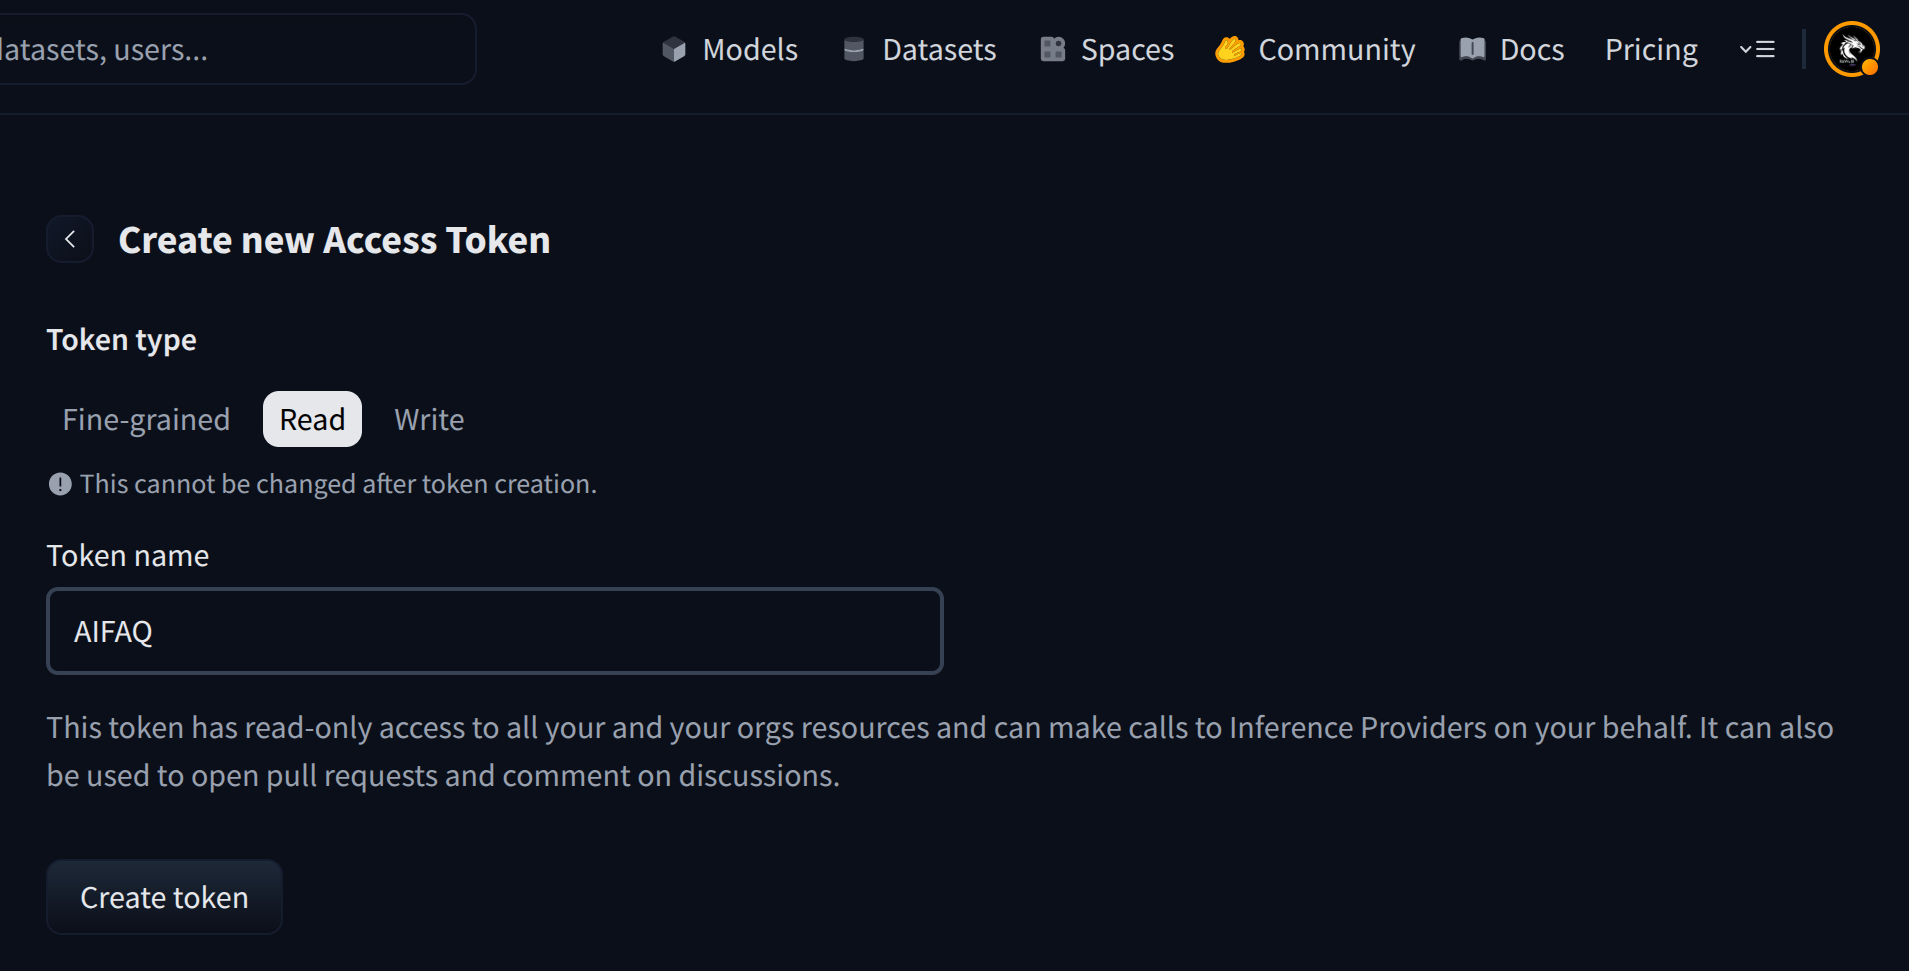 datasets, users...
Models
Datasets
Spaces
Community
Docs
Pricing
Create new Access Token
Token type
Fine-grained
Read
Write
This cannot be changed after token creation.
Token name
AIFAQ
This token has read-only access to all your and your orgs resources and can make calls to Inference Providers on your behalf. It can also
be used to open pull requests and comment on discussions.
Create token